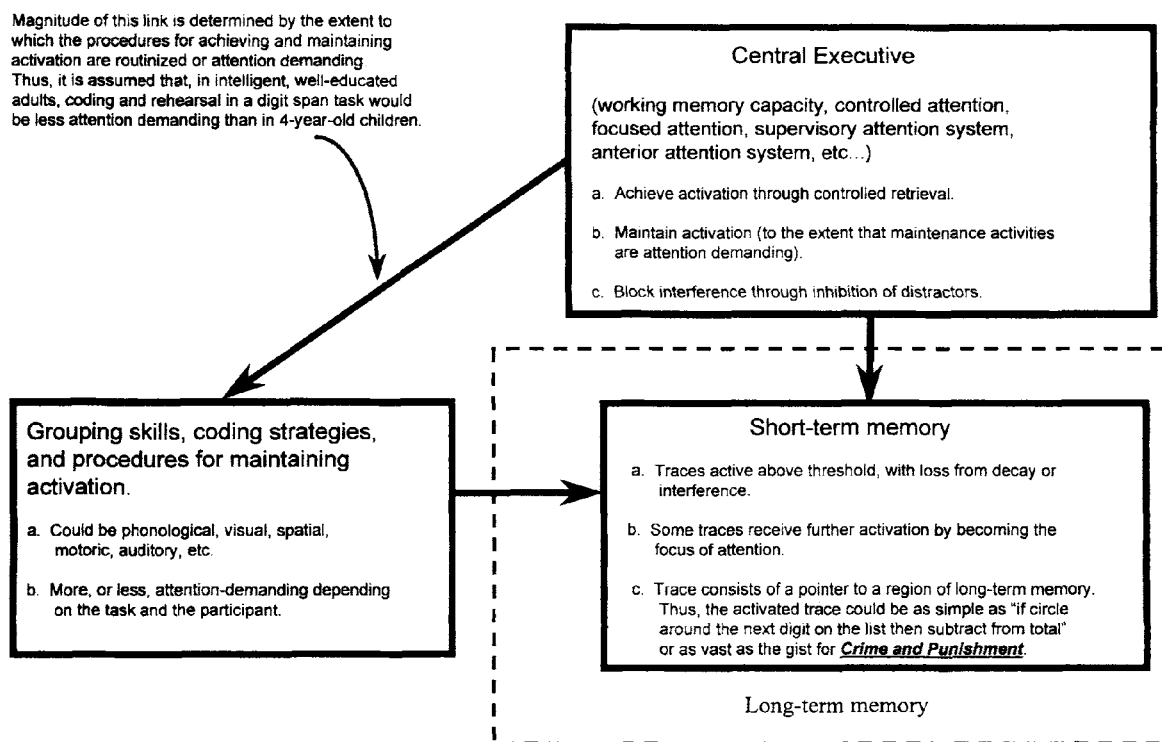 Magnitude of this link is determined by the extent to
which the procedures for achieving and maintaining
activation are routinized or attention demanding
Thus, it is assumed that, in intelligent, well-educated
adults, coding and rehearsal in a digit span task would
be less attention demanding than in 4-year-old children.
Central Executive
(working memory capacity, controlled attention,
focused attention, supervisory attention system,
anterior attention system, etc...)
a. Achieve activation through controlled retrieval.
b. Maintain activation (to the extent that maintenance activities
are attention demanding).
c. Block interference through inhibition of distractors.
Grouping skills, coding strategies,
and procedures for maintaining
activation.
a. Could be phonological, visual, spatial,
motoric, auditory, etc.
b. More, or less, attention-demanding depending
on the task and the participant.
Short-term memory
a. Traces active above threshold, with loss from decay or
interference.
b. Some traces receive further activation by becoming the
focus of attention.
c. Trace consists of a pointer to a region of long-term memory.
Thus, the activated trace could be as simple as "if circle
around the next digit on the list then subtract from total"
or as vast as the gist for Crime and Punishment.
Long-term memory